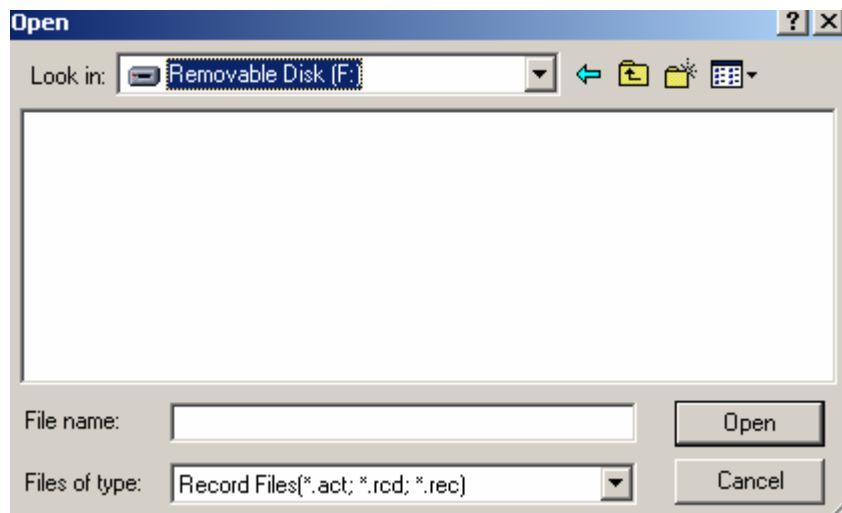 Open
Look in: Removable Disk (F:)
File name: Open
Files of type: Record Files(*.act; *.rcd; *.rec) Cancel